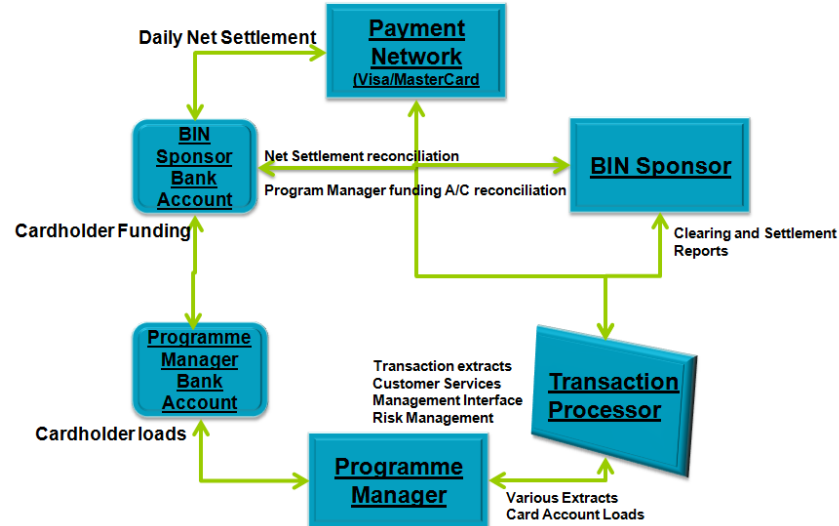 Daily Net Settlement
Payment
Network
(Visa/MasterCard
BIN
Sponsor
Bank
Account
Net Settlement reconciliation
Program Manager funding A/C reconciliation
BIN Sponsor
Cardholder Funding
Clearing and Settlement
Reports
Programme
Manager
Bank
Account
Transaction extracts
Customer Services
Management Interface
Risk Management
Transaction
Processor
Cardholder loads
Programme
Manager
Various Extracts
Card Account Loads